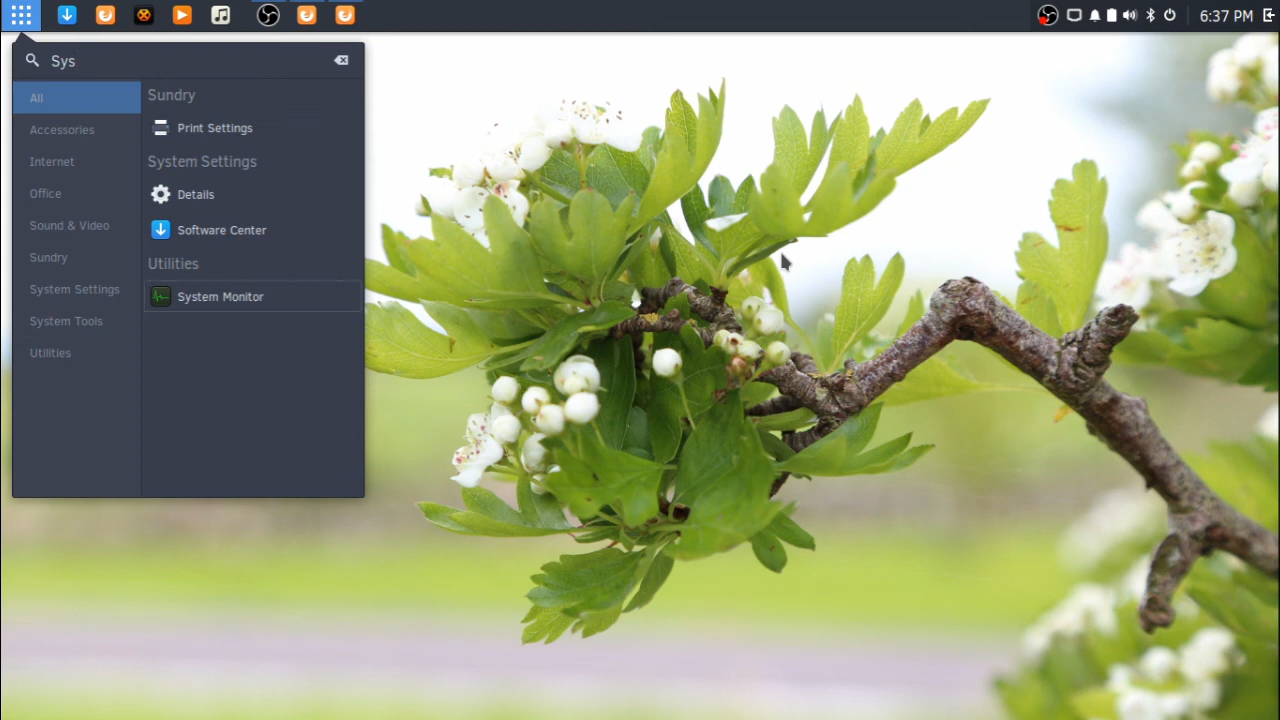 6:37 PM
Sys
All
Accessories
Internet
Office
Sound & Video
Sundry
System Settings
System Tools
Utilities
Sundry
Print Settings
System Settings
Details
Software Center
Utilities
System Monitor